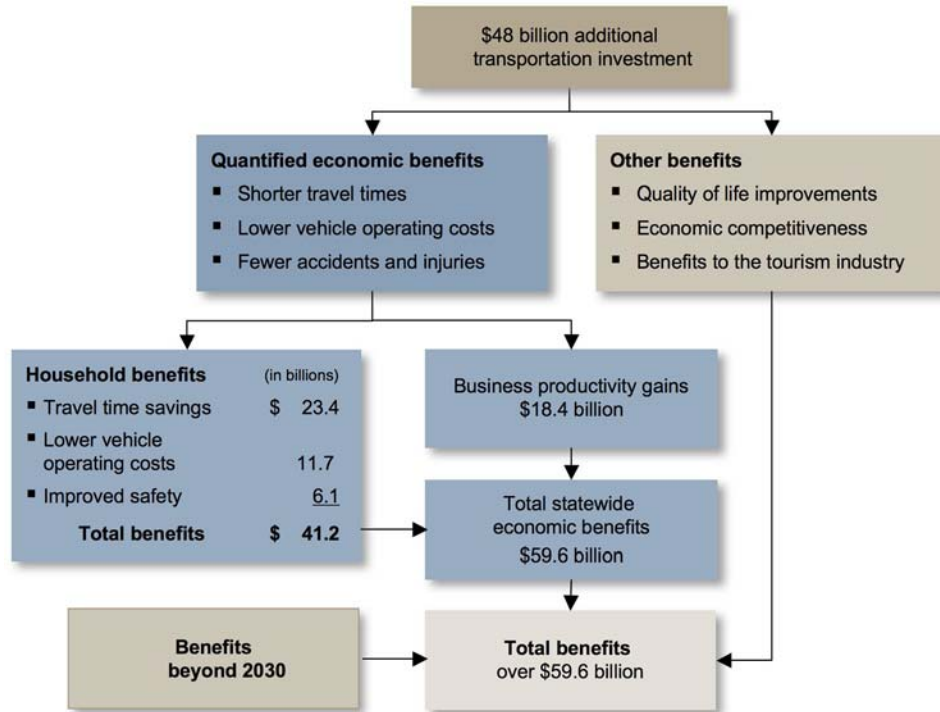 $48 billion additional
transportation investment
Quantified economic benefits
▪ Shorter travel times
▪ Lower vehicle operating costs
▪ Fewer accidents and injuries
Other benefits
▪ Quality of life improvements
▪ Economic competitiveness
▪ Benefits to the tourism industry
Household benefits (in billions)
▪ Travel time savings $ 23.4
▪ Lower vehicle
operating costs 11.7
▪ Improved safety 6.1
Total benefits $ 41.2
Business productivity gains
$18.4 billion
Total statewide
economic benefits
$59.6 billion
Benefits
beyond 2030
Total benefits
over $59.6 billion